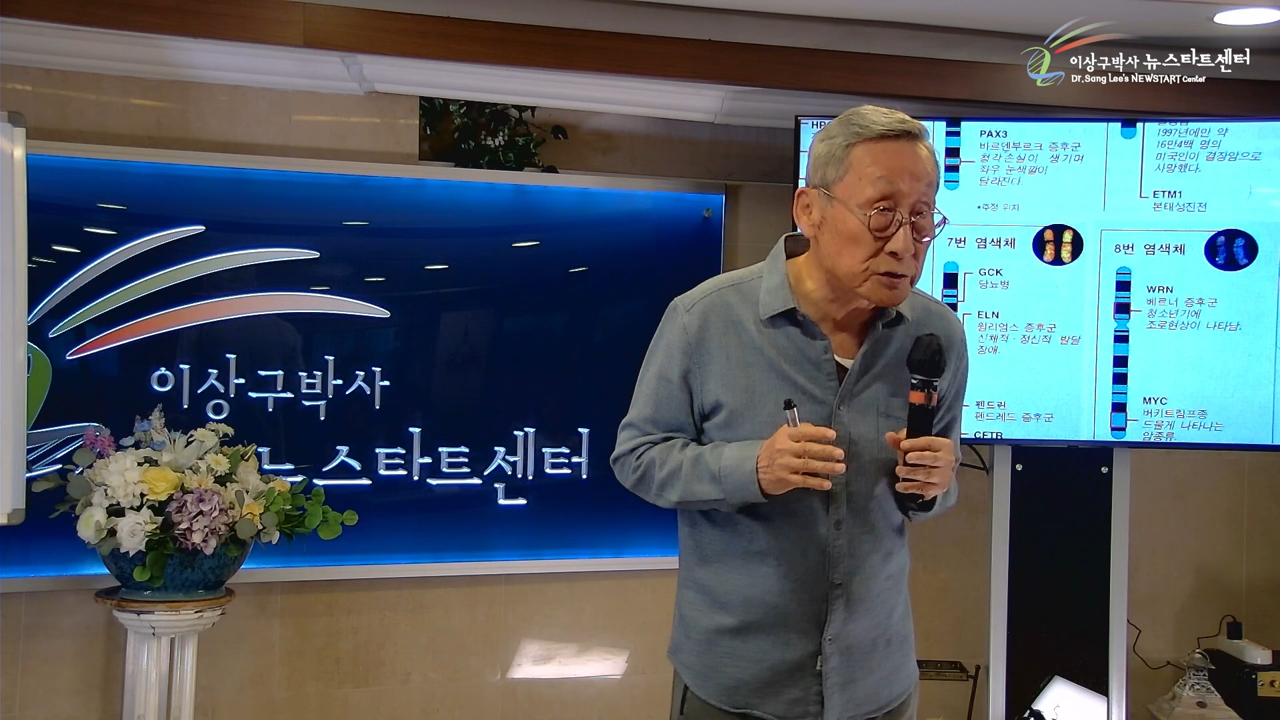 이상구박사 뉴스타트센터
Dr. Sang Lee's NEWSTART Center
이상구박사
뉴스타트센터
PAX3
바르덴부르크 증후군
청각손실이 생기며
좌우 눈색깔이
달라진다.
*추정 위치
1997년에만 약
16만4백 명의
미국인이 결장암으로
사망했다.
ETM1
본태성진전
7번 염색체
GCK
당뇨병
ELN
윌리엄스 증후군
신체적·정신적 발달
장애.
펜드린
펜드레드 증후군
CFTR
8번 염색체
WRN
베르너 증후군
청소년기에
조로현상이 나타남.
MYC
버키트림프종
드물게 나타나는
암종류.